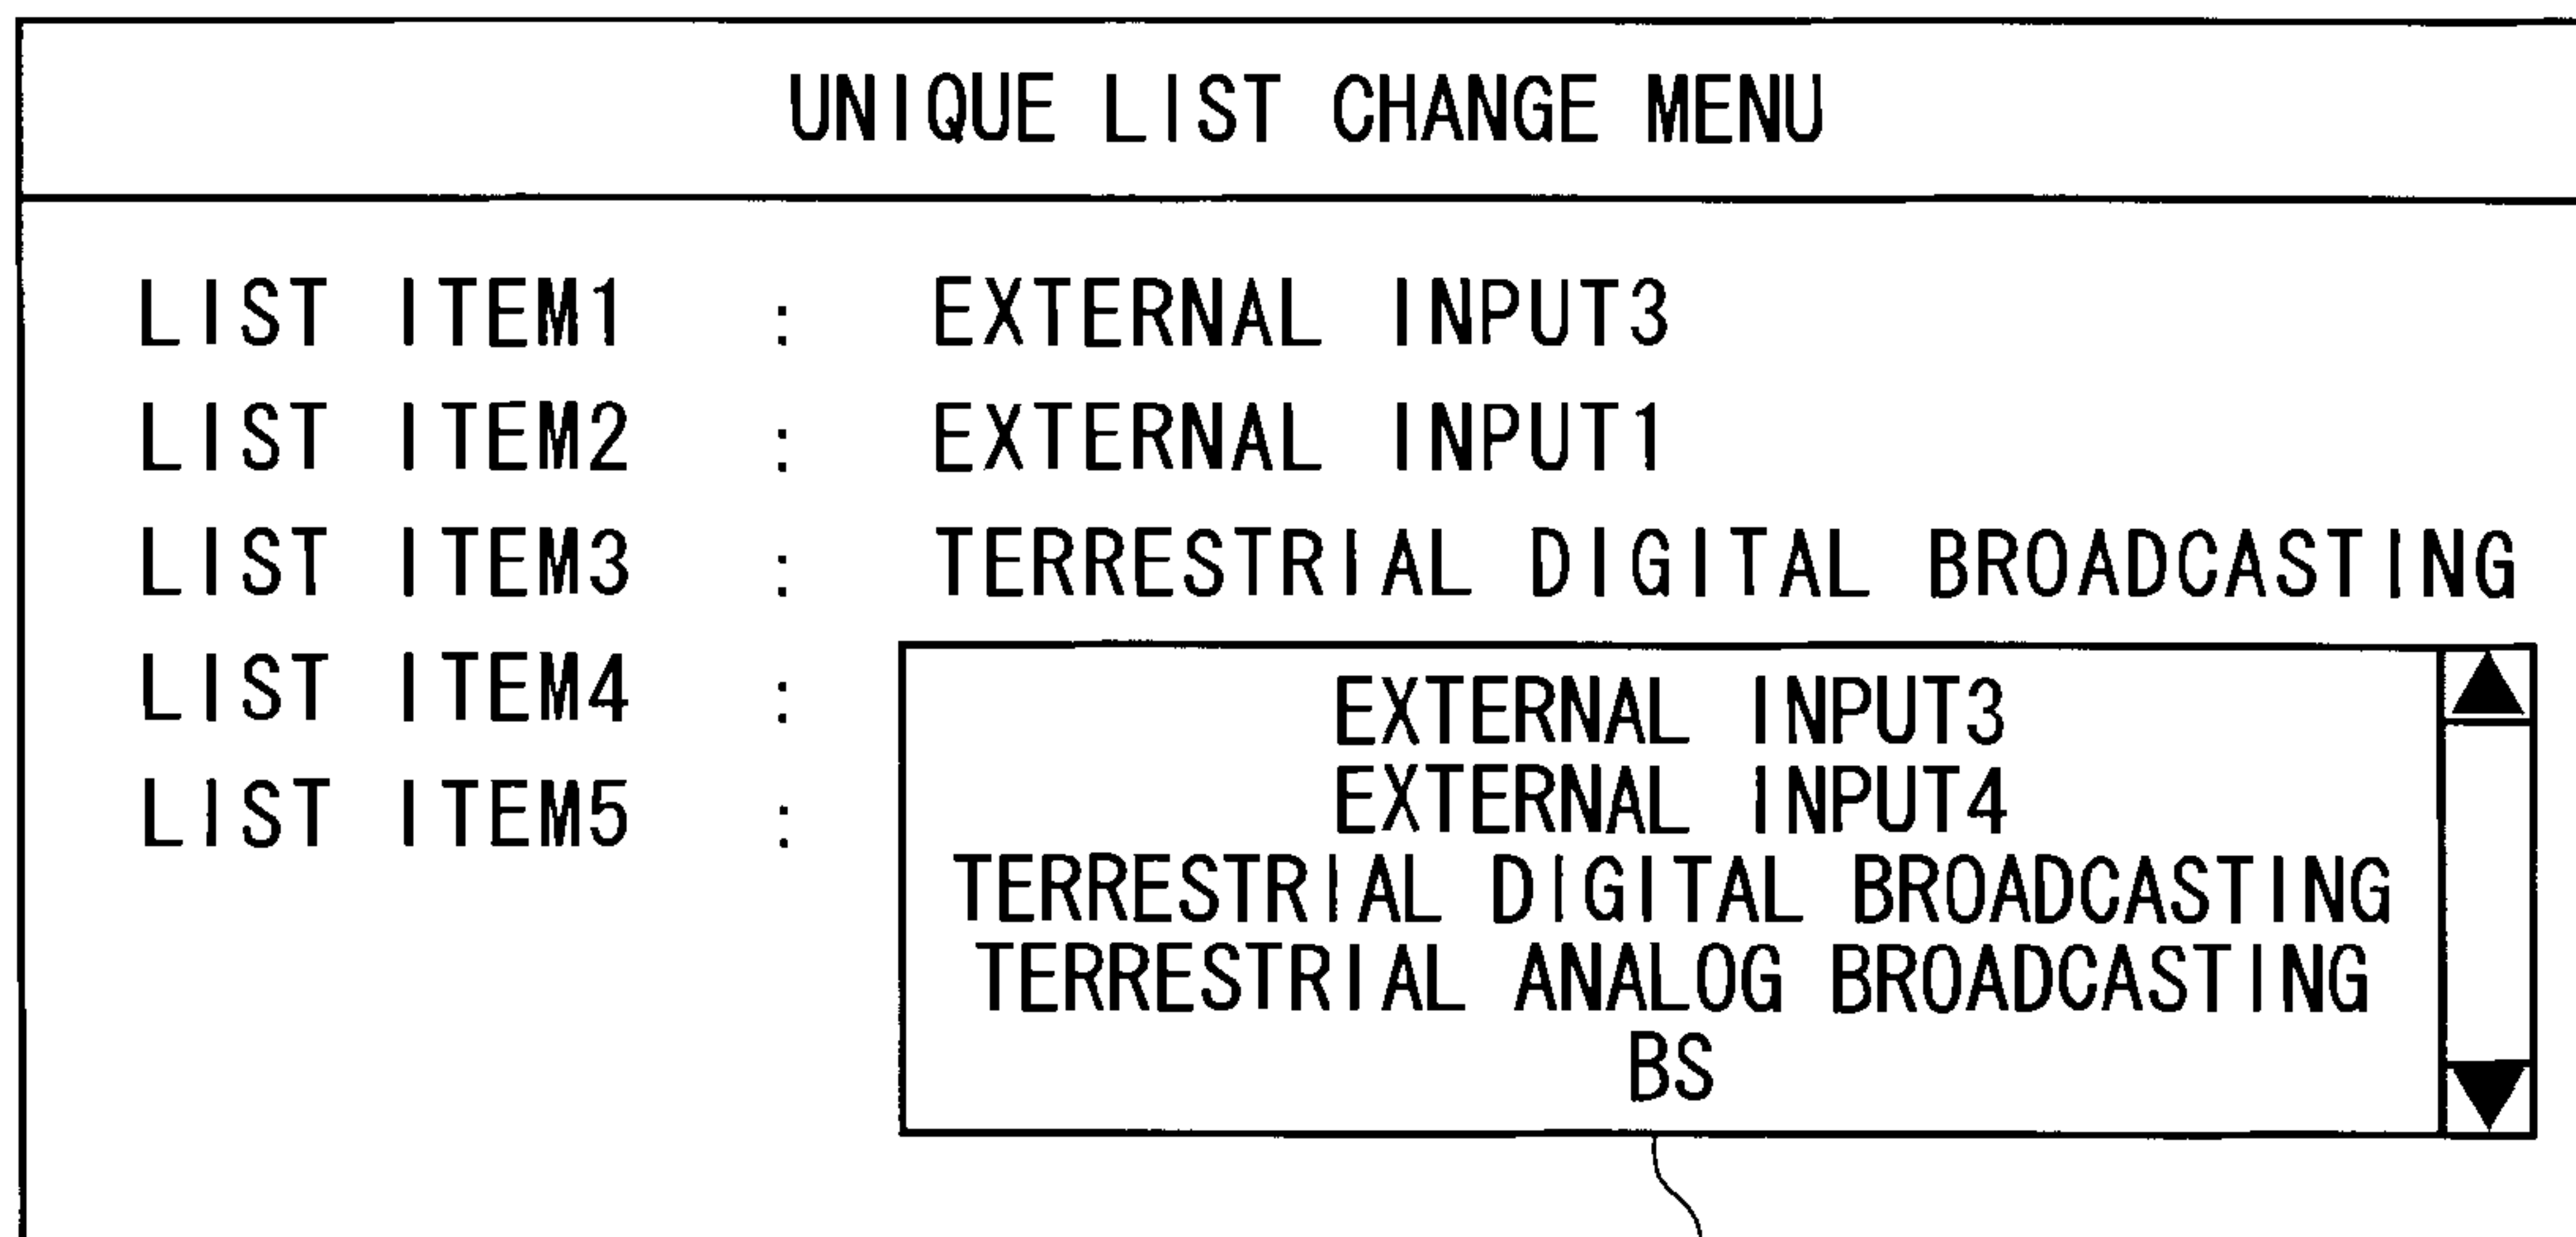 UNIQUE LIST CHANGE MENU
LIST ITEM1 : EXTERNAL INPUT3
LIST ITEM2 : EXTERNAL INPUT1
LIST ITEM3 : TERRESTRIAL DIGITAL BROADCASTING
LIST ITEM4 :
LIST ITEM5 :
EXTERNAL INPUT3
EXTERNAL INPUT4
TERRESTRIAL DIGITAL BROADCASTING
TERRESTRIAL ANALOG BROADCASTING
BS